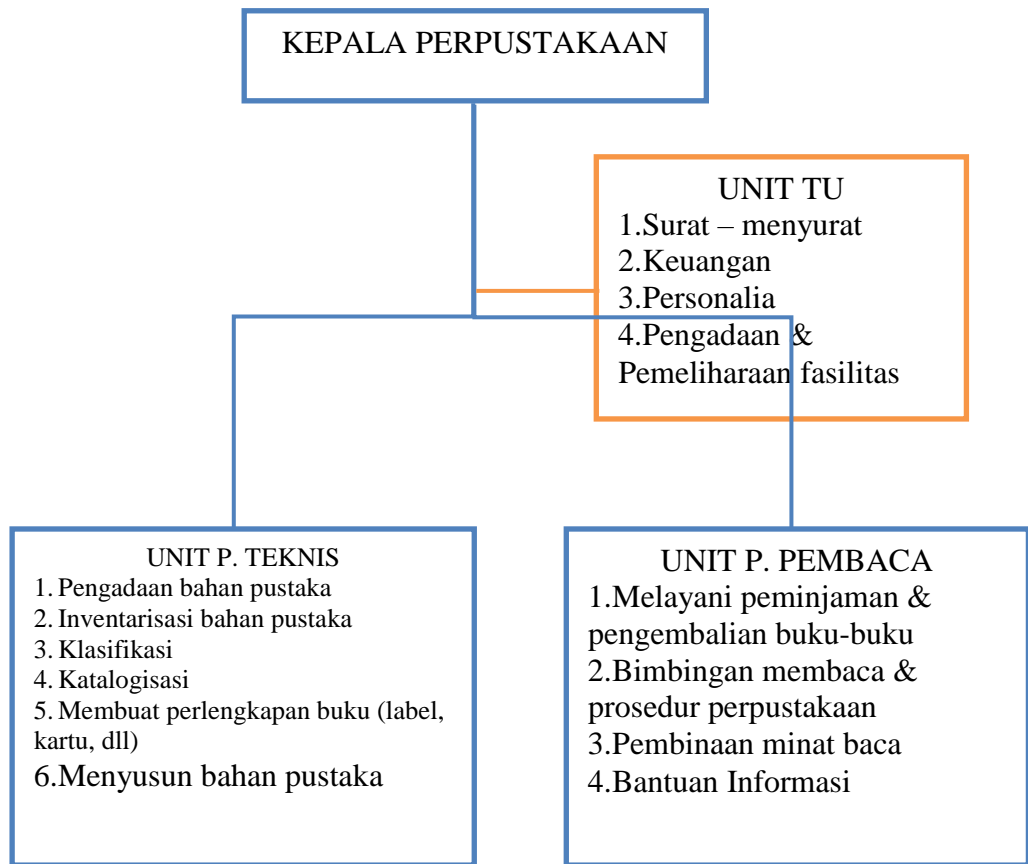 KEPALA PERPUSTAKAAN
UNIT TU
1.Surat – menyurat
2.Keuangan
3.Personalia
4.Pengadaan &
Pemeliharaan fasilitas
UNIT P. TEKNIS
1. Pengadaan bahan pustaka
2. Inventarisasi bahan pustaka
3. Klasifikasi
4. Katalogisasi
5. Membuat perlengkapan buku (label,
kartu, dll)
6.Menyusun bahan pustaka
UNIT P. PEMBACA
1.Melayani peminjaman &
pengembalian buku-buku
2.Bimbingan membaca &
prosedur perpustakaan
3.Pembinaan minat baca
4.Bantuan Informasi